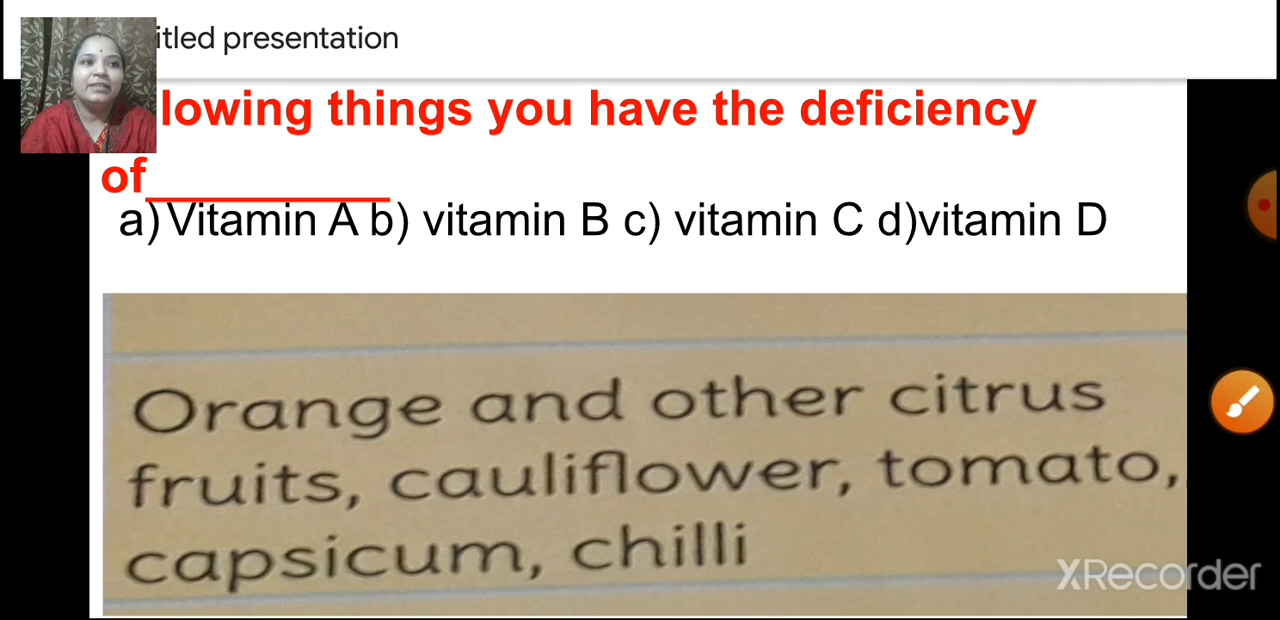 itled presentation
lowing things you have the deficiency
of__________
a) Vitamin A b) vitamin B c) vitamin C d)vitamin D
Orange and other citrus
fruits, cauliflower, tomato,
capsicum, chilli
XRecorder